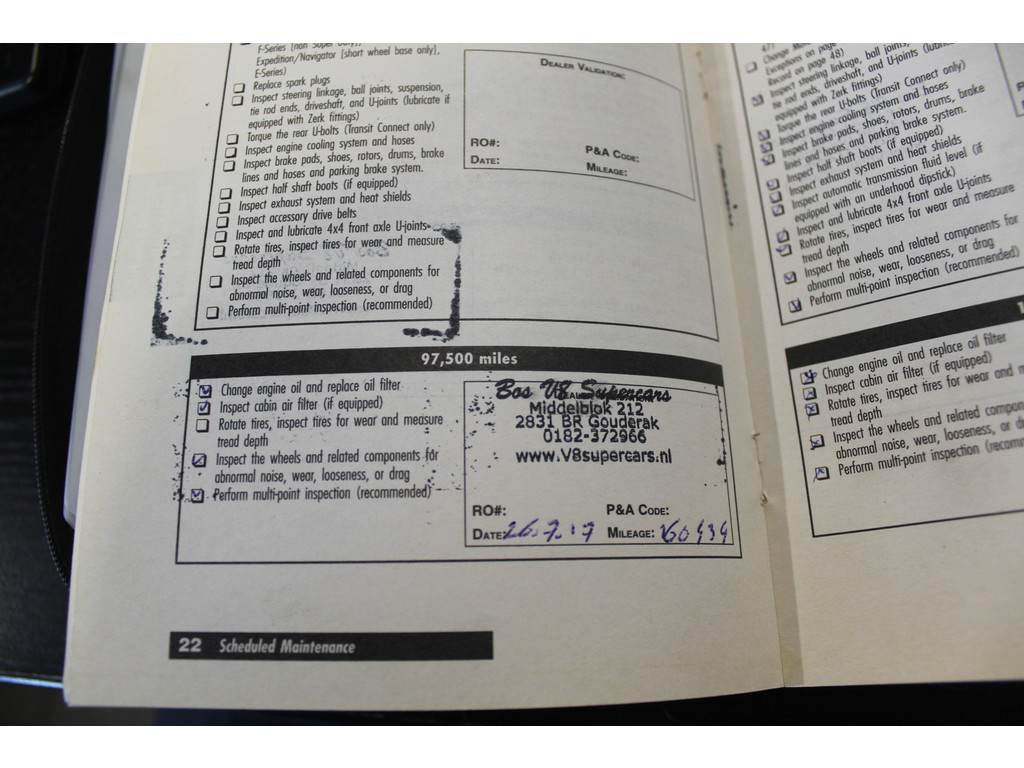 F-Series (non Super Duty),
Expedition/Navigator (short wheel base only),
E-Series)
Replace spark plugs
Inspect steering linkage, ball joints, suspension,
tie rod ends, driveshaft, and U-joints (lubricate if
equipped with Zerk fittings)
Torque the rear U-bolts (Transit Connect only)
Inspect engine cooling system and hoses
Inspect brake pads, shoes, rotors, drums, brake
lines and hoses and parking brake system.
Inspect half shaft boots (if equipped)
Inspect exhaust system and heat shields
Inspect accessory drive belts
Inspect and lubricate 4x4 front axle U-joints
Rotate tires, inspect tires for wear and measure
tread depth
Inspect the wheels and related components for
abnormal noise, wear, looseness, or drag
Perform multi-point inspection (recommended)
DEALER VALIDATION:
RO#:
P&A CODE:
DATE:
MILEAGE:
97,500 miles
Change engine oil and replace oil filter
Inspect cabin air filter (if equipped)
Rotate tires, inspect tires for wear and measure
tread depth
Inspect the wheels and related components for
abnormal noise, wear, looseness, or drag
Perform multi-point inspection (recommended)
Bos V8 Supercars
Middelblok 212
2831 BR Gouderak
0182-372966
www.V8supercars.nl
RO#:
P&A CODE:
DATE: 26.7.17
MILEAGE: 160939
22 Scheduled Maintenance
Exceptions on page
Record on page 48)
Inspect steering linkage, ball joints,
tie rod ends, driveshaft, and U-joints
equipped with Zerk fittings)
Torque the rear U-bolts (Transit Connect only)
Inspect engine cooling system and hoses
Inspect brake pads, shoes, rotors, drums, brake
lines and hoses and parking brake system.
Inspect half shaft boots (if equipped)
Inspect exhaust system and heat shields
Inspect automatic transmission fluid level (if
equipped with an underhood dipstick)
Inspect and lubricate 4x4 front axle U-joints
Rotate tires, inspect tires for wear and measure
tread depth
Inspect the wheels and related components for
abnormal noise, wear, looseness, or drag
Perform multi-point inspection (recommended)
Change engine oil and replace oil filter
Inspect cabin air filter (if equipped)
Rotate tires, inspect tires for wear and
tread depth
Inspect the wheels and related
abnormal noise, wear, looseness, or
Perform multi-point inspection